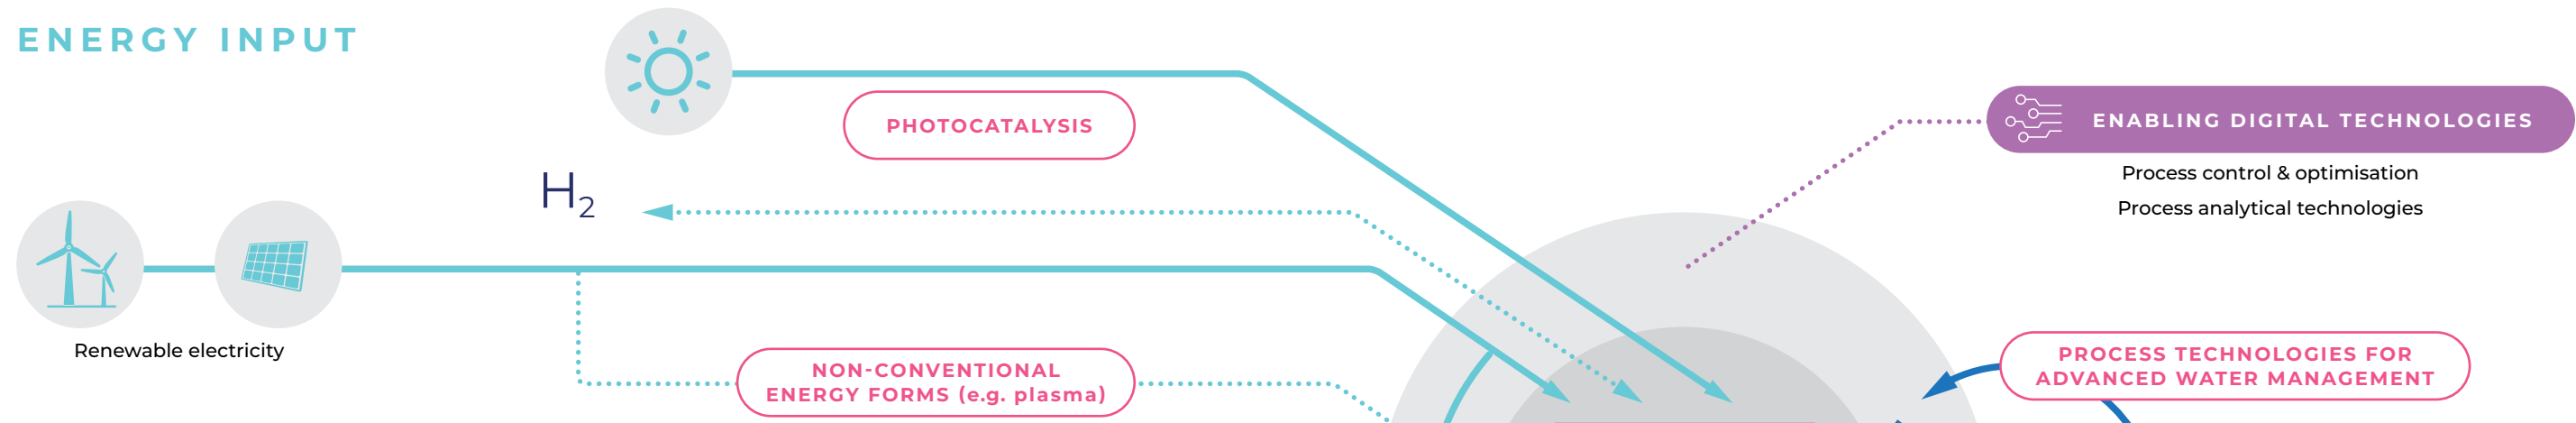 ENERGY INPUT
PHOTOCATALYSIS
ENABLING DIGITAL TECHNOLOGIES
Process control & optimisation
Process analytical technologies
H₂
Renewable electricity
NON-CONVENTIONAL
ENERGY FORMS (e.g. plasma)
PROCESS TECHNOLOGIES FOR
ADVANCED WATER MANAGEMENT